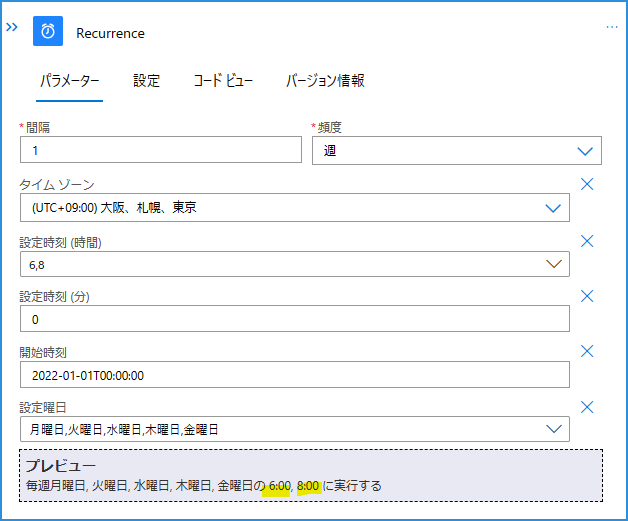 Recurrence
パラメーター 設定 コード ビュー バージョン情報
*間隔 *頻度
1 週
タイム ゾーン
(UTC+09:00) 大阪、札幌、東京
設定時刻 (時間)
6,8
設定時刻 (分)
0
開始時刻
2022-01-01T00:00:00
設定曜日
月曜日,火曜日,水曜日,木曜日,金曜日
プレビュー
毎週月曜日, 火曜日, 水曜日, 木曜日, 金曜日の 6:00, 8:00 に実行する